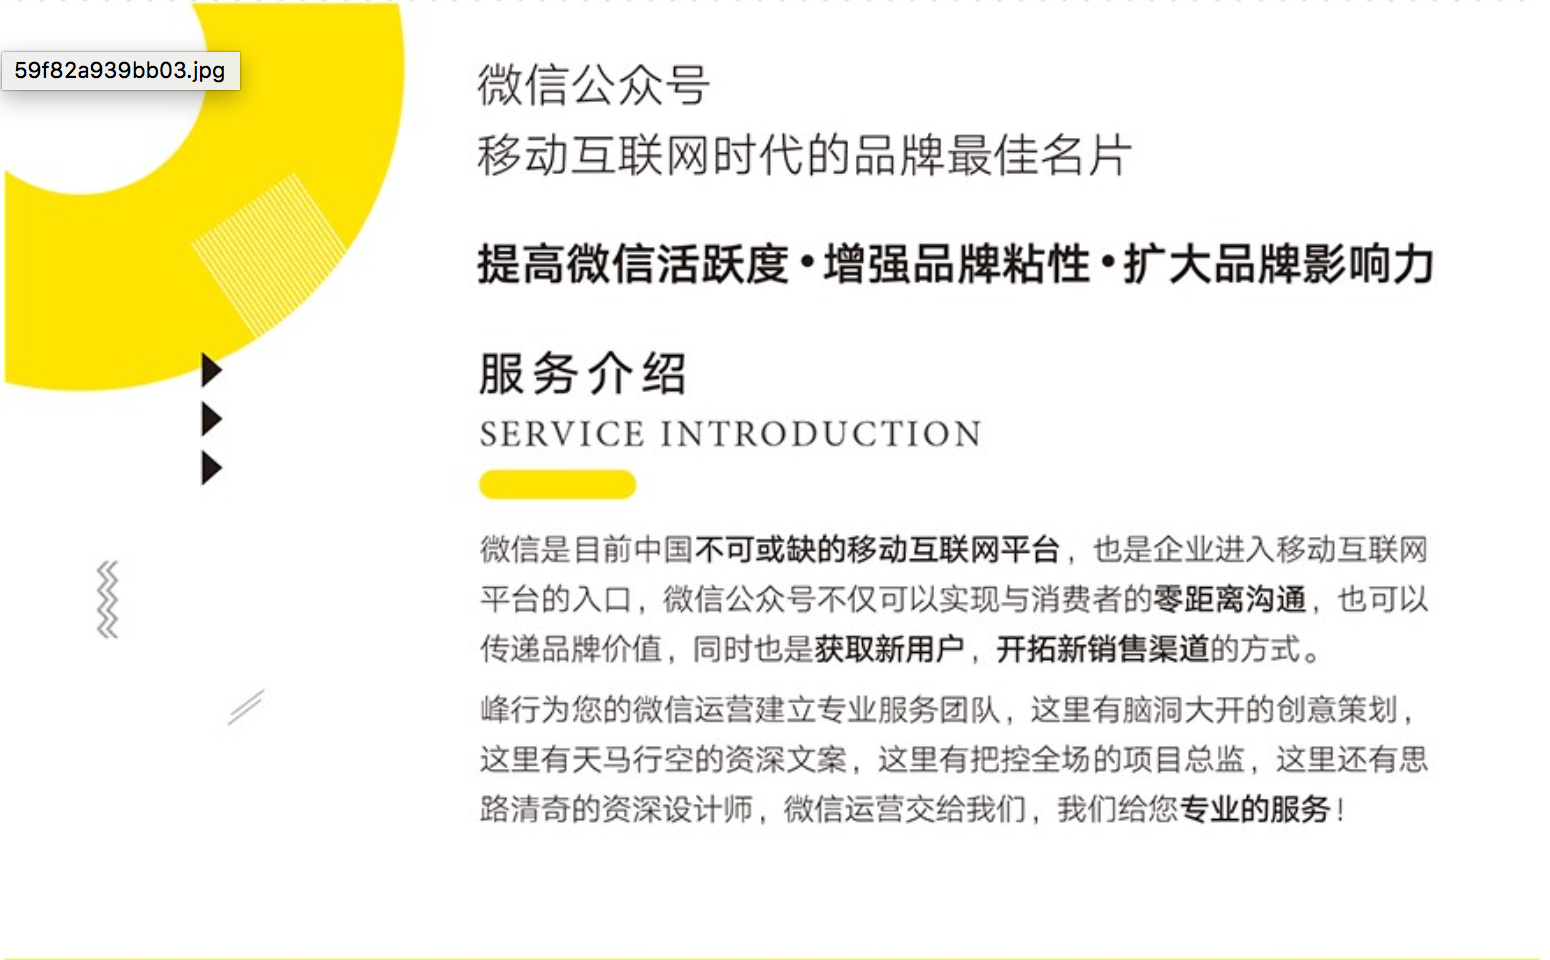 59f82a939bb03.jpg
微信公众号
移动互联网时代的品牌最佳名片
提高微信活跃度•增强品牌粘性•扩大品牌影响力
服务介绍
SERVICE INTRODUCTION
微信是目前中国不可或缺的移动互联网平台，也是企业进入移动互联网
平台的入口，微信公众号不仅可以实现与消费者的零距离沟通，也可以
传递品牌价值，同时也是获取新用户，开拓新销售渠道的方式。
峰行为您的微信运营建立专业服务团队，这里有脑洞大开的创意策划，
这里有天马行空的资深文案，这里有把控全场的项目总监，这里还有思
路清奇的资深设计师，微信运营交给我们，我们给您专业的服务！